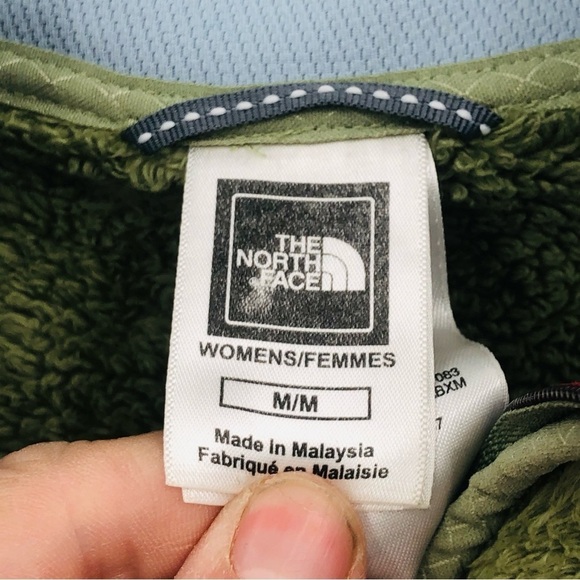 THE
NORTH
FACE
WOMENS/FEMMES
M/M
Made in Malaysia
Fabriqué en Malaisie